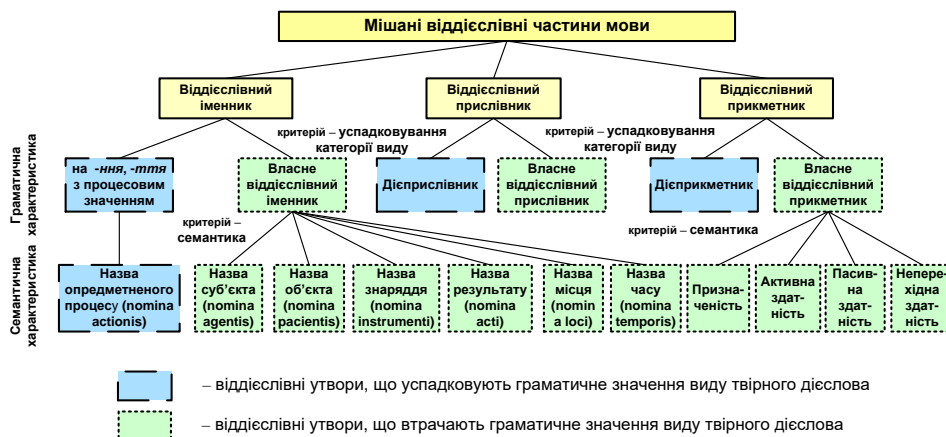 Мішані віддієслівні частини мови
Віддієслівний
іменник
Віддієслівний
прислівник
Віддієслівний
прикметник
критерій – успадковування
категорії виду
критерій – успадковування
категорії виду
Граматична
характеристика
на -ння, -ття
з процесовим
значенням
Власне
віддієслівний
іменник
Дієприслівник
Власне
віддієслівний
прислівник
Дієприкметник
Власне
віддієслівний
прикметник
критерій –
семантика
критерій – семантика
Семантична
характеристика
Назва
опредметненого
процесу (nomina
actionis)
Назва
суб’єкта
(nomina
agentis)
Назва
об’єкта
(nomina
pacientis)
Назва
знаряддя
(nomina
instrumenti)
Назва
результату
(nomina
acti)
Назва
місця
(nomin
a loci)
Назва
часу
(nomina
temporis)
Призна-
ченість
Активна
здат-
ність
Пасив-
на
здат-
ність
Непере-
хідна
здат-
ність
– віддієслівні утвори, що успадковують граматичне значення виду твірного дієслова
– віддієслівні утвори, що втрачають граматичне значення виду твірного дієслова